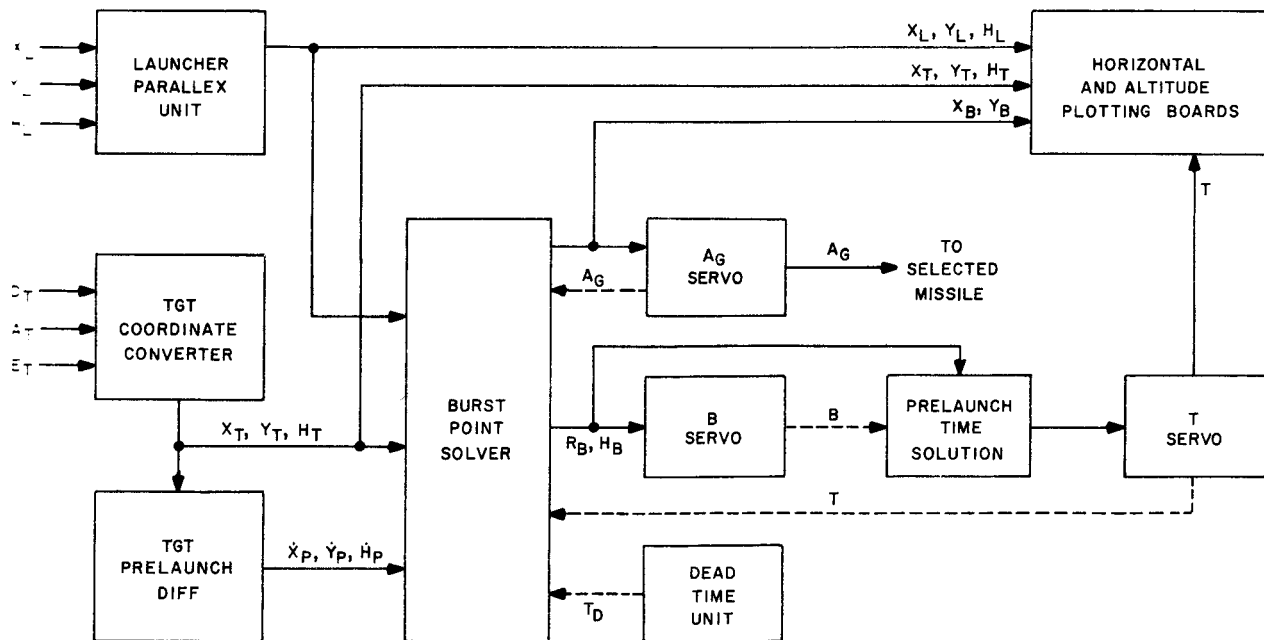 X_L, Y_L, H_L
LAUNCHER
PARALLEX
UNIT
HORIZONTAL
AND ALTITUDE
PLOTTING BOARDS
X_T, Y_T, H_T
X_B, Y_B
T
A_G
SERVO
A_G
A_G
TO
SELECTED
MISSILE
TGT
COORDINATE
CONVERTER
BURST
POINT
SOLVER
X_T, Y_T, H_T
R_B, H_B
B
SERVO
B
PRELAUNCH
TIME
SOLUTION
T
SERVO
T
TGT
PRELAUNCH
DIFF
Ẋ_P, Ẏ_P, Ḣ_P
T_D
DEAD
TIME
UNIT
A_T
E_T